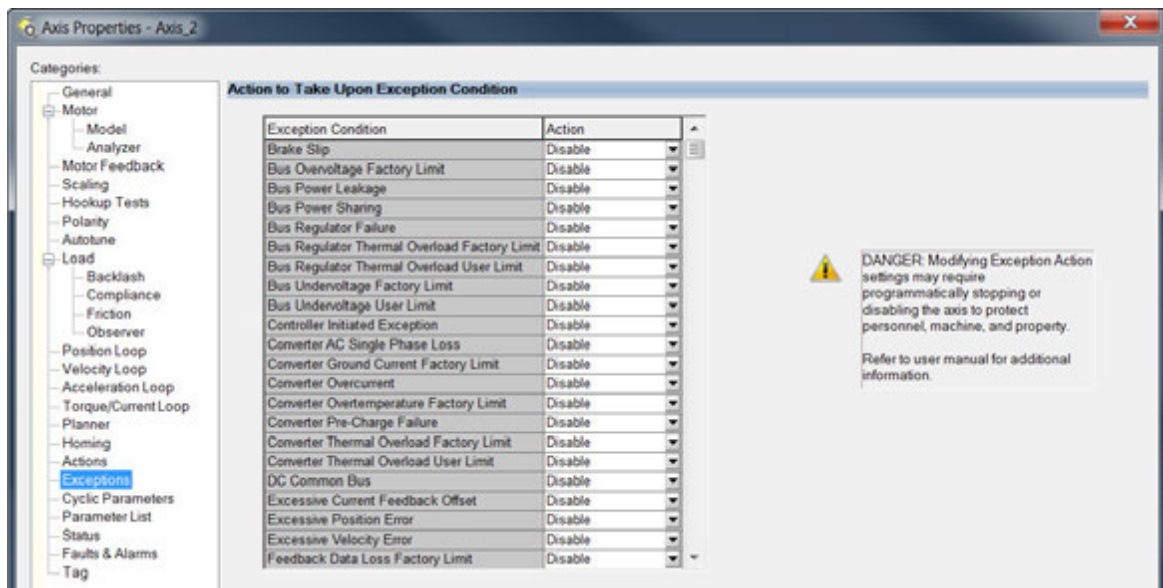 Axis Properties - Axis_2
Categories:
General
Motor
Model
Analyzer
Motor Feedback
Scaling
Hookup Tests
Polarity
Autotune
Load
Backlash
Compliance
Friction
Observer
Position Loop
Velocity Loop
Acceleration Loop
Torque/Current Loop
Planner
Homing
Actions
Exceptions
Cyclic Parameters
Parameter List
Status
Faults & Alarms
Tag
Action to Take Upon Exception Condition
Exception Condition Action
Brake Slip Disable
Bus Overvoltage Factory Limit Disable
Bus Power Leakage Disable
Bus Power Sharing Disable
Bus Regulator Failure Disable
Bus Regulator Thermal Overload Factory Limit Disable
Bus Regulator Thermal Overload User Limit Disable
Bus Undervoltage Factory Limit Disable
Bus Undervoltage User Limit Disable
Controller Initiated Exception Disable
Converter AC Single Phase Loss Disable
Converter Ground Current Factory Limit Disable
Converter Overcurrent Disable
Converter Overtemperature Factory Limit Disable
Converter Pre-Charge Failure Disable
Converter Thermal Overload Factory Limit Disable
Converter Thermal Overload User Limit Disable
DC Common Bus Disable
Excessive Current Feedback Offset Disable
Excessive Position Error Disable
Excessive Velocity Error Disable
Feedback Data Loss Factory Limit Disable
DANGER: Modifying Exception Action
settings may require
programmatically stopping or
disabling the axis to protect
personnel, machine, and property.
Refer to user manual for additional
information.